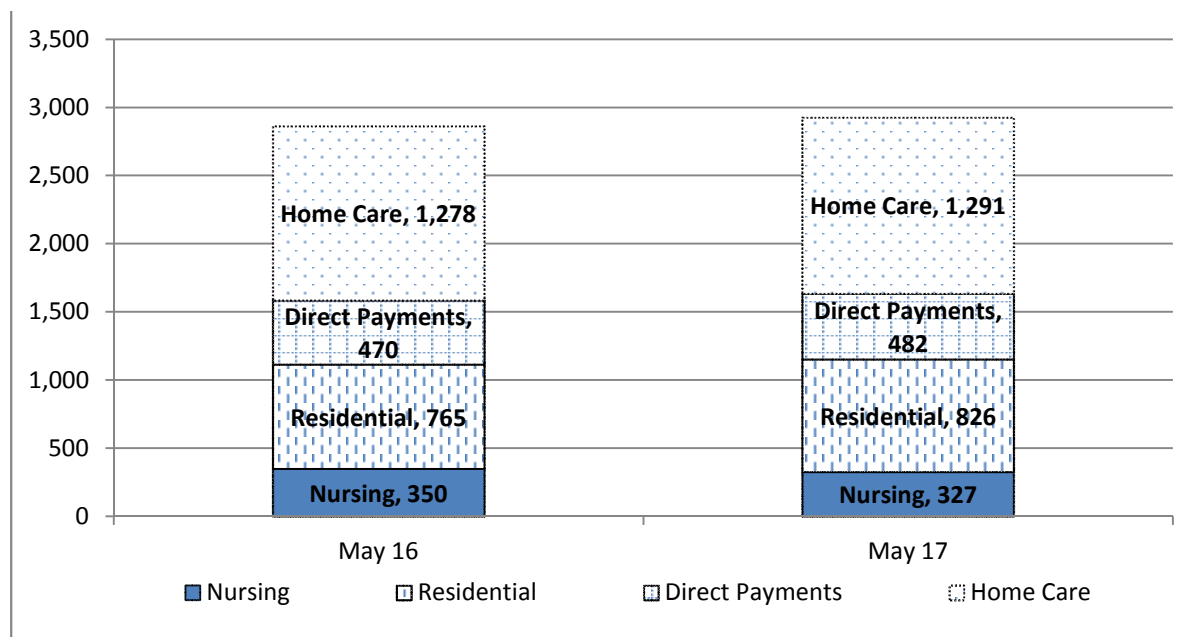 3,500
3,000
2,500
2,000
1,500
1,000
500
0
Home Care, 1,278
Direct Payments,
470
Residential, 765
Nursing, 350
Home Care, 1,291
Direct Payments,
482
Residential, 826
Nursing, 327
May 16
May 17
Nursing
Residential
Direct Payments
Home Care